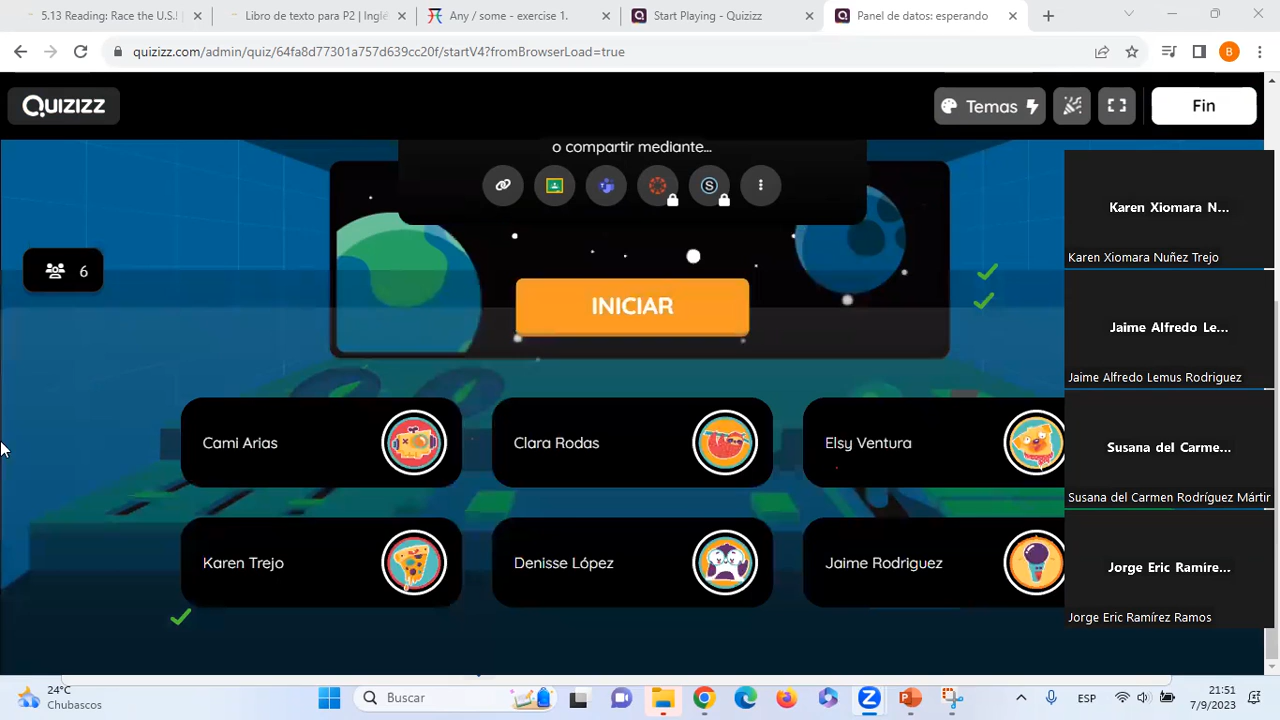 5.13 Reading: Race the U.S.I
Libro de texto para P2 | Inglé
Any / some - exercise 1.
Start Playing - Quizizz
Panel de datos: esperando
quizizz.com/admin/quiz/64fa8d77301a757d639cc20f/startV4?fromBrowserLoad=true
B
QUIZIZZ
Temas
Fin
o compartir mediante...
S
6
INICIAR
Cami Arias
Clara Rodas
Elsy Ventura
Karen Trejo
Denisse López
Jaime Rodriguez
Karen Xiomara N...
Karen Xiomara Nuñez Trejo
Jaime Alfredo Le...
Jaime Alfredo Lemus Rodriguez
Susana del Carme...
Susana del Carmen Rodríguez Mártir
Jorge Eric Ramíre...
Jorge Eric Ramírez Ramos
24°C
Chubascos
Buscar
ESP
21:51
7/9/2023